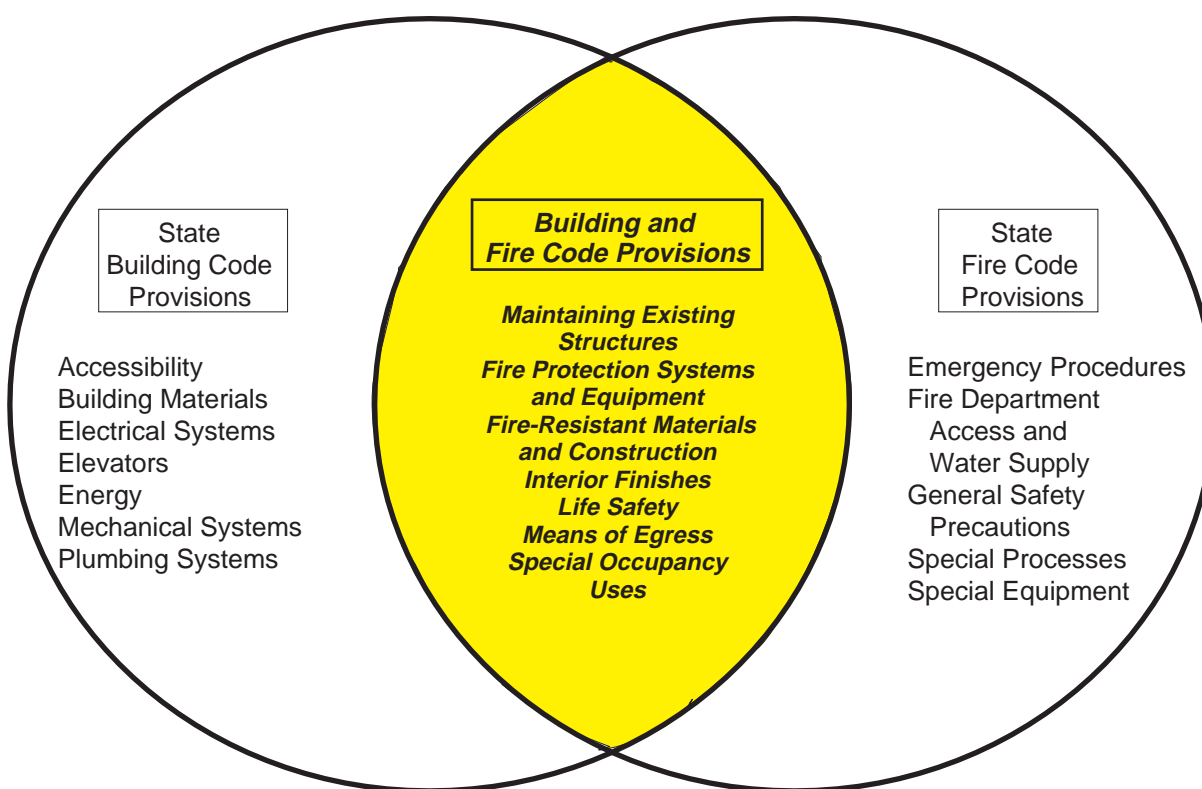 State
Building Code
Provisions
Accessibility
Building Materials
Electrical Systems
Elevators
Energy
Mechanical Systems
Plumbing Systems
Building and
Fire Code Provisions
Maintaining Existing
Structures
Fire Protection Systems
and Equipment
Fire-Resistant Materials
and Construction
Interior Finishes
Life Safety
Means of Egress
Special Occupancy
Uses
State
Fire Code
Provisions
Emergency Procedures
Fire Department
Access and
Water Supply
General Safety
Precautions
Special Processes
Special Equipment